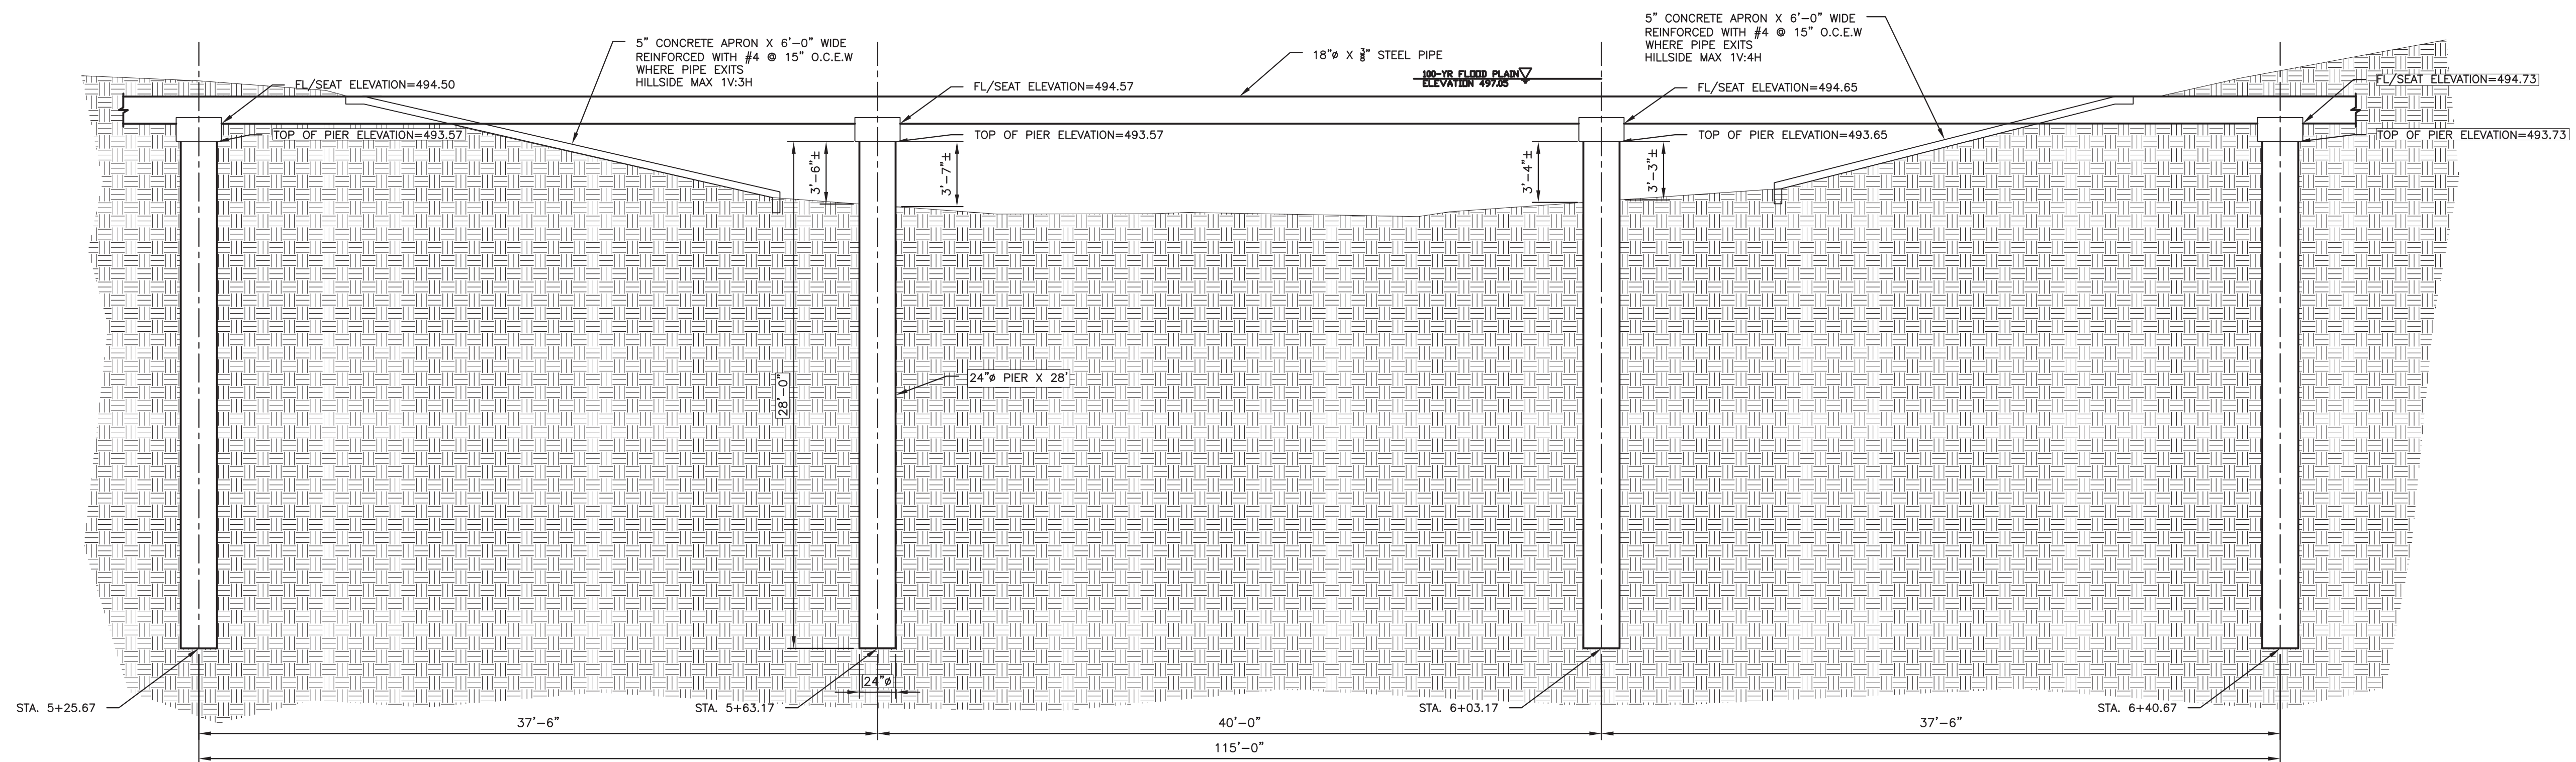 5” CONCRETE APRON X 6’-0” WIDE
REINFORCED WITH #4 @ 15” O.C.E.W
WHERE PIPE EXITS
HILLSIDE MAX 1V:3H
18”ø X 3/8” STEEL PIPE
100-YR FLOOD PLAIN
ELEVATION 497.05
5” CONCRETE APRON X 6’-0” WIDE
REINFORCED WITH #4 @ 15” O.C.E.W
WHERE PIPE EXITS
HILLSIDE MAX 1V:4H
FL/SEAT ELEVATION=494.50
FL/SEAT ELEVATION=494.57
FL/SEAT ELEVATION=494.65
FL/SEAT ELEVATION=494.73
TOP OF PIER ELEVATION=493.57
TOP OF PIER ELEVATION=493.57
TOP OF PIER ELEVATION=493.65
TOP OF PIER ELEVATION=493.73
3’-6”±
3’-7”±
3’-4”±
3’-3”±
28’-0”
24”ø PIER X 28’
24”ø
STA. 5+25.67
STA. 5+63.17
STA. 6+03.17
STA. 6+40.67
37’-6”
40’-0”
37’-6”
115’-0”